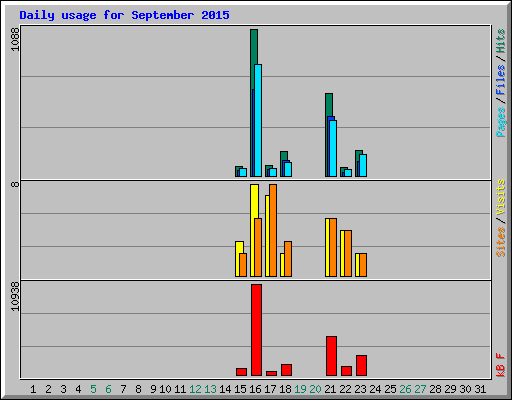 Daily usage for September 2015
1088
Pages / Files / Hits
8
Sites / Visits
10938
kB F
1 2 3 4 5 6 7 8 9 10 11 12 13 14 15 16 17 18 19 20 21 22 23 24 25 26 27 28 29 30 31